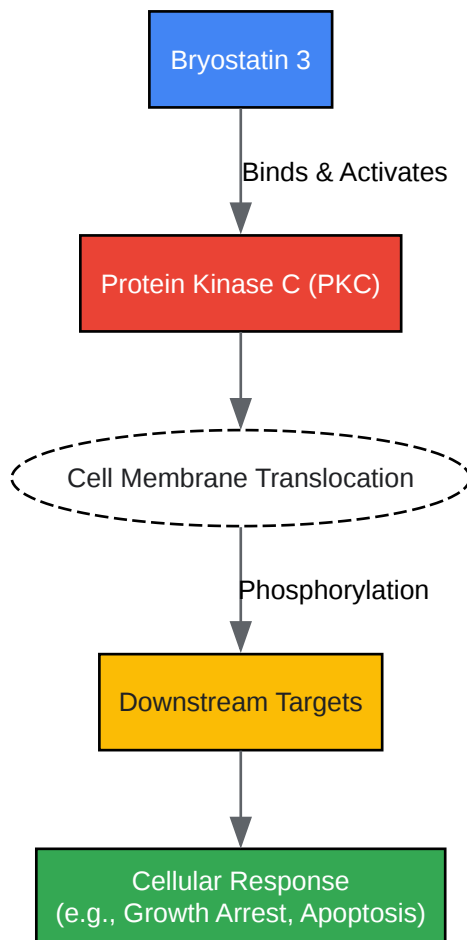 Bryostatin 3
Binds & Activates
Protein Kinase C (PKC)
Cell Membrane Translocation
Phosphorylation
Downstream Targets
Cellular Response
(e.g., Growth Arrest, Apoptosis)